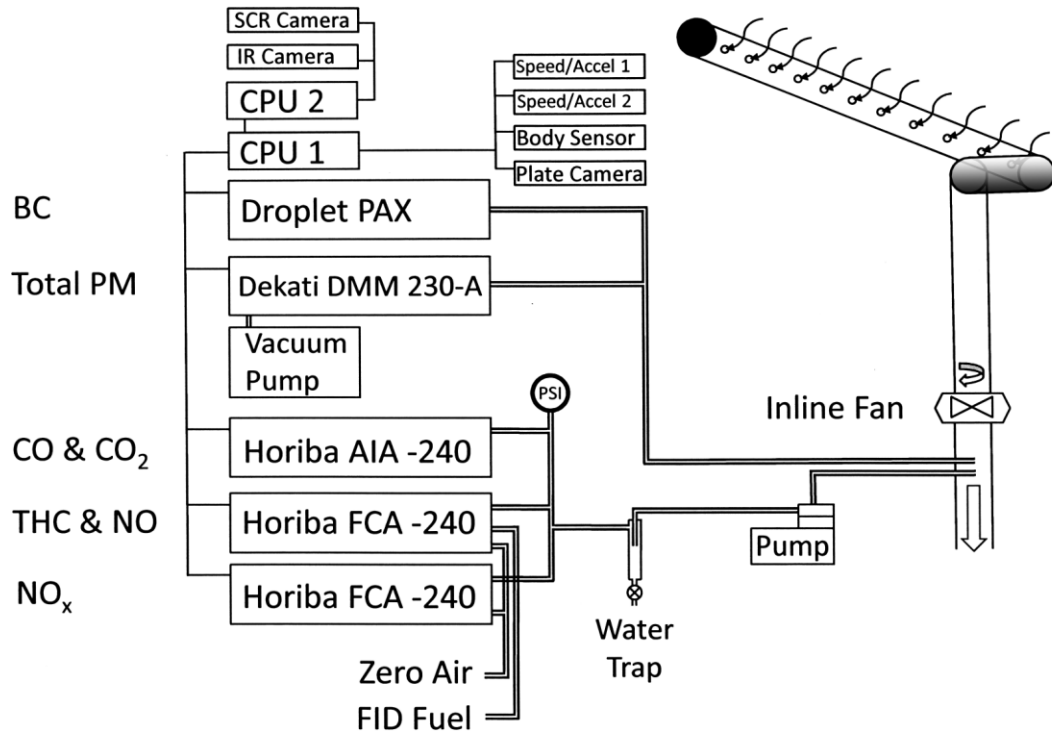 SCR Camera
IR Camera
CPU 2
CPU 1
Speed/Accel 1
Speed/Accel 2
Body Sensor
Plate Camera
BC
Droplet PAX
Total PM
Dekati DMM 230-A
Vacuum
Pump
PSI
Inline Fan
CO & CO₂
Horiba AIA -240
THC & NO
Horiba FCA -240
Pump
NOₓ
Horiba FCA -240
Water
Trap
Zero Air
FID Fuel